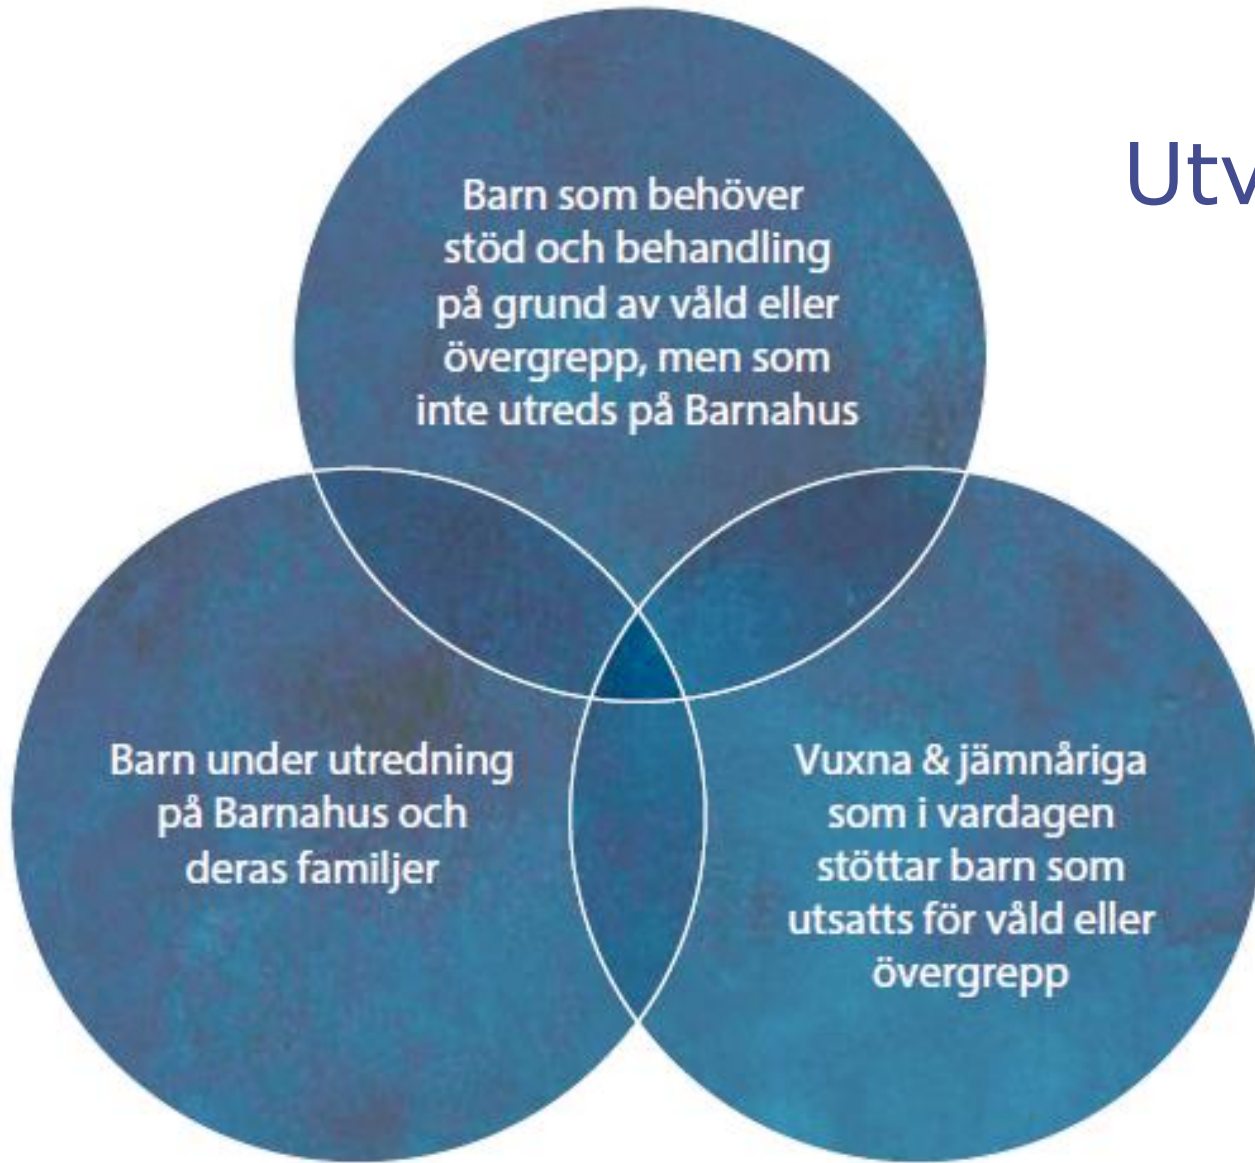 Utv
Barn som behöver
stöd och behandling
på grund av våld eller
övergrepp, men som
inte utreds på Barnahus
Barn under utredning
på Barnahus och
deras familjer
Vuxna & jämnåriga
som i vardagen
stöttar barn som
utsatts för våld eller
övergrepp